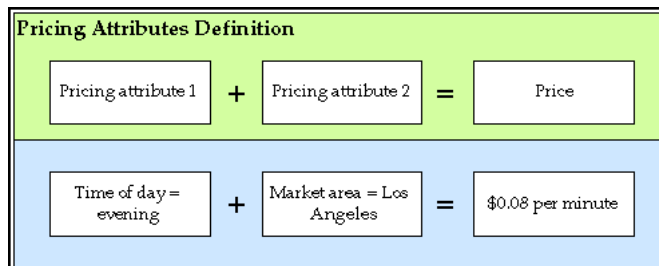 Pricing Attributes Definition
Pricing attribute 1 + Pricing attribute 2 = Price
Time of day =
evening
+
Market area = Los
Angeles
=
$0.08 per minute